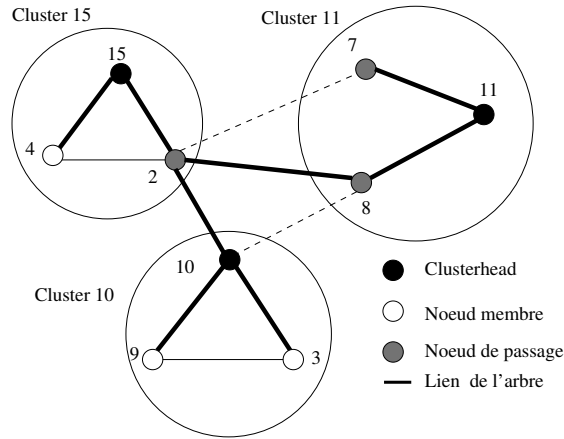 Cluster 15
Cluster 11
7
15
11
4
2
8
10
Cluster 10
9
3
Clusterhead
Noeud membre
Noeud de passage
Lien de l'arbre